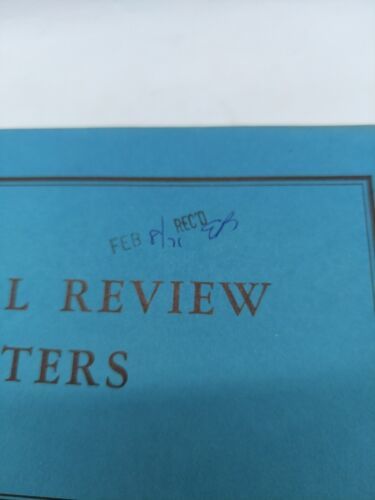 FEB 8/71 REC'D
L REVIEW
TERS